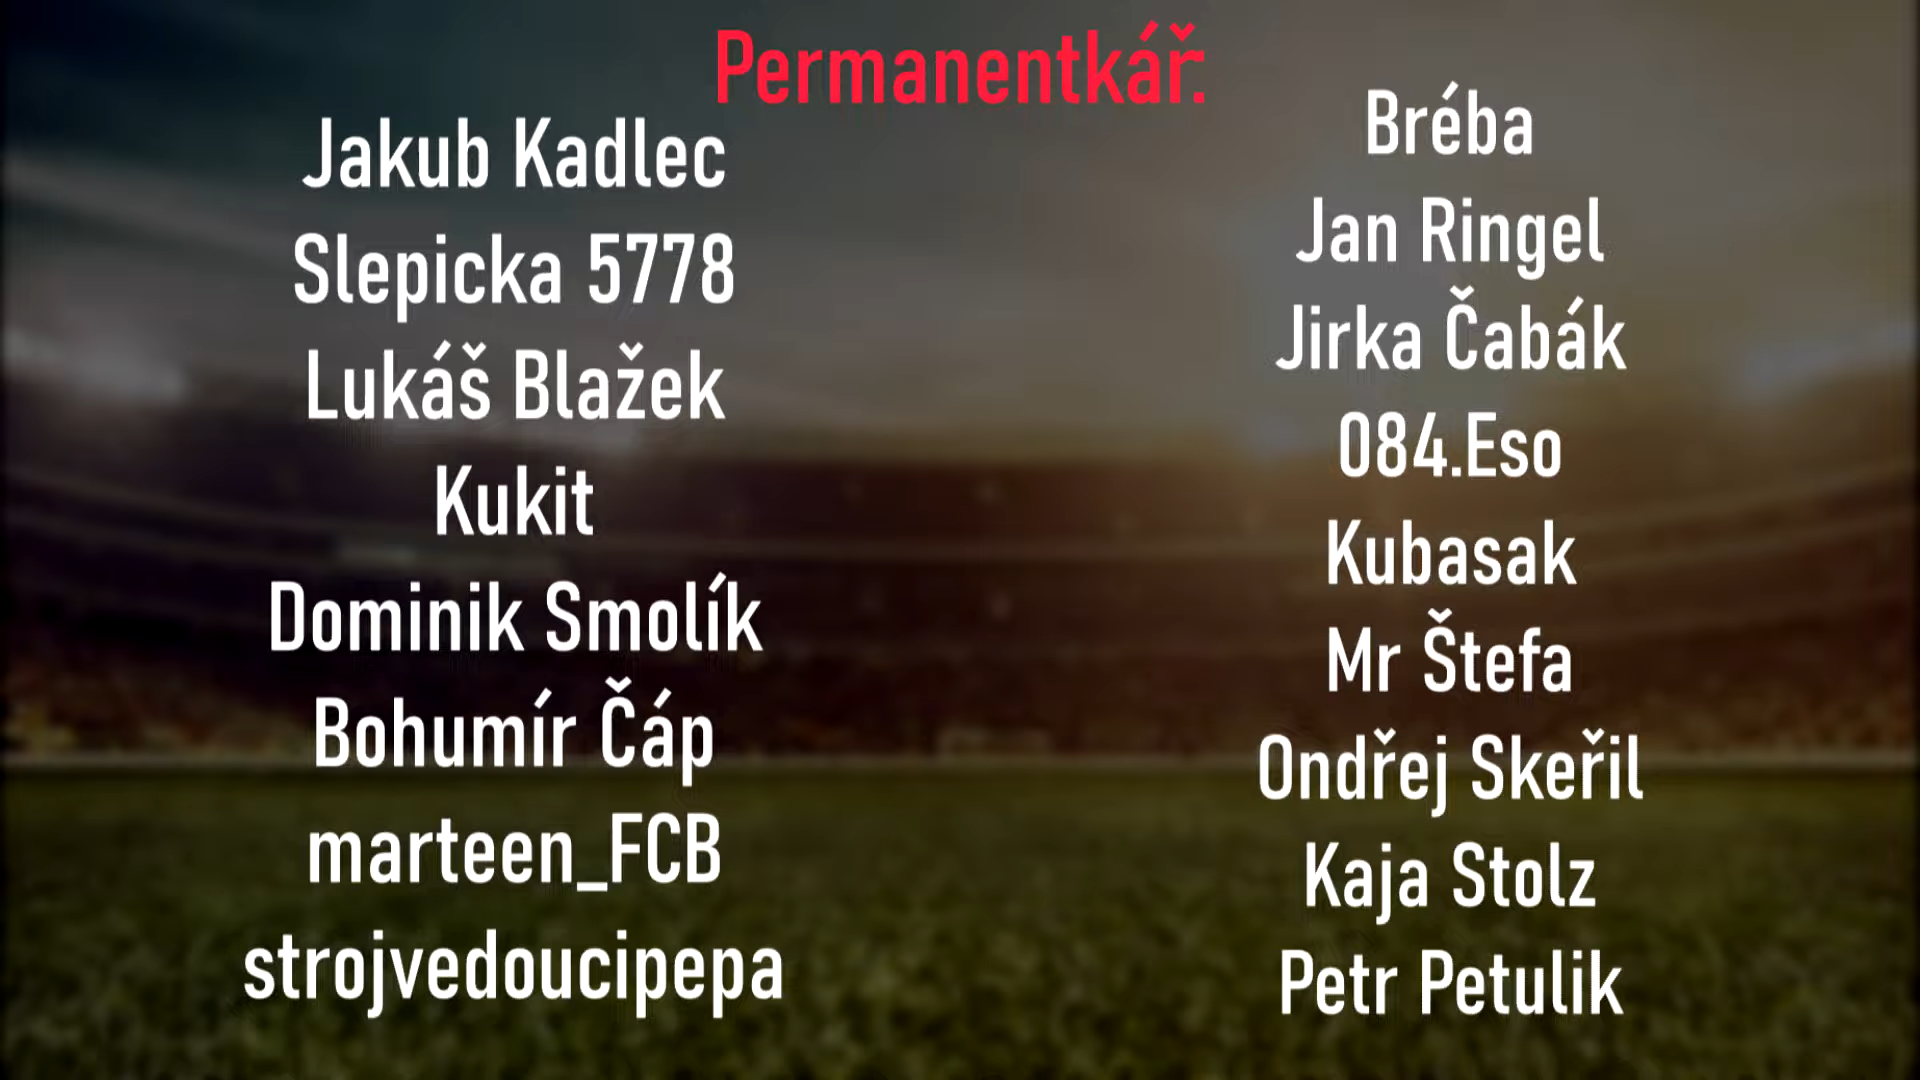 Permanentkář:
Jakub Kadlec
Slepicka 5778
Lukáš Blažek
Kukit
Dominik Smolík
Bohumír Čáp
marteen_FCB
strojvedoucipepa
Bréba
Jan Ringel
Jirka Čabák
084.Eso
Kubasak
Mr Štefa
Ondřej Skeřil
Kaja Stolz
Petr Petulik